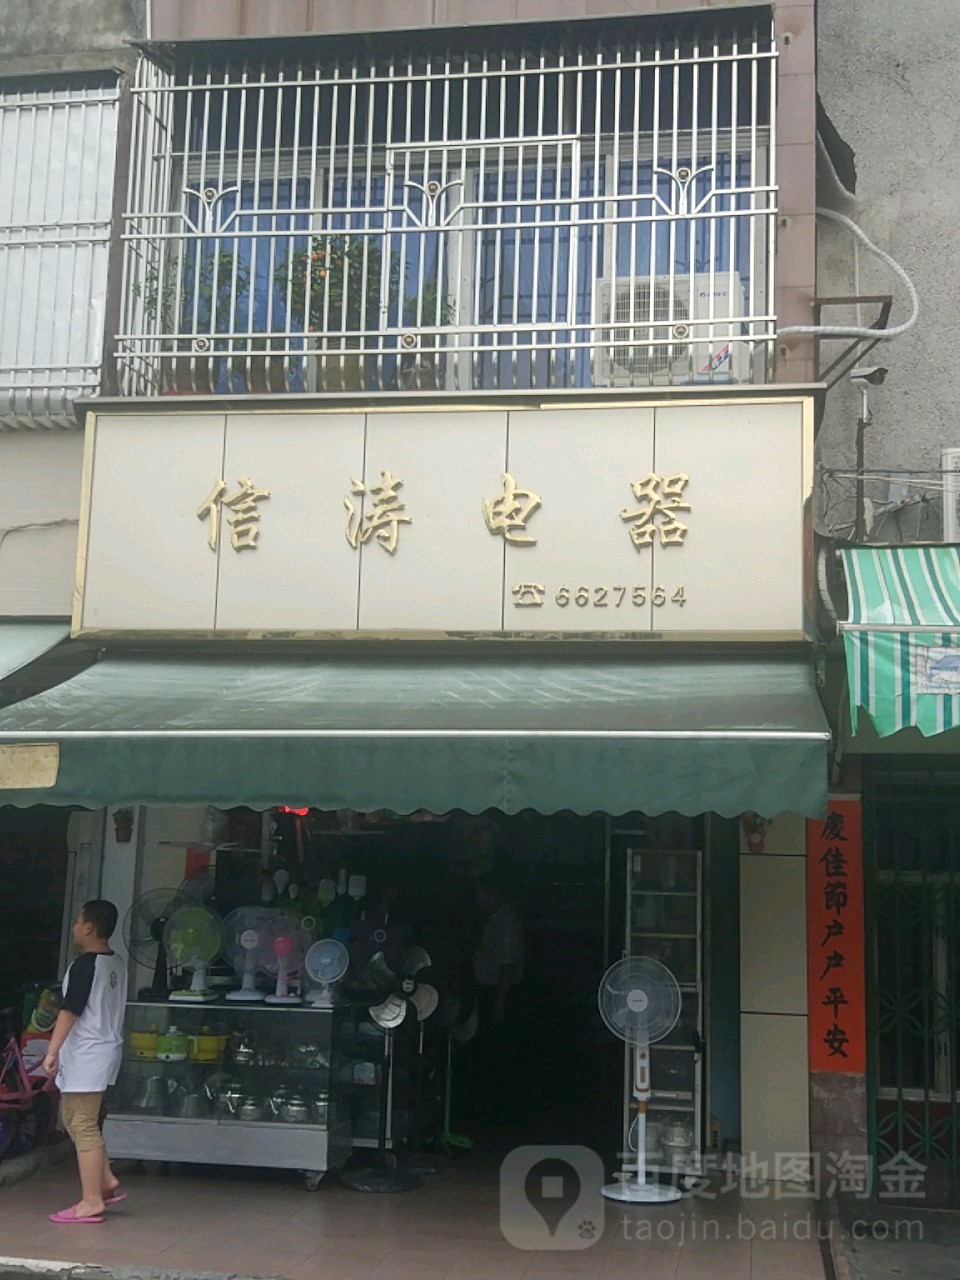 信涛电器
☎6627564
慶佳節户户平安
百度地图淘金
taojin.baidu.com